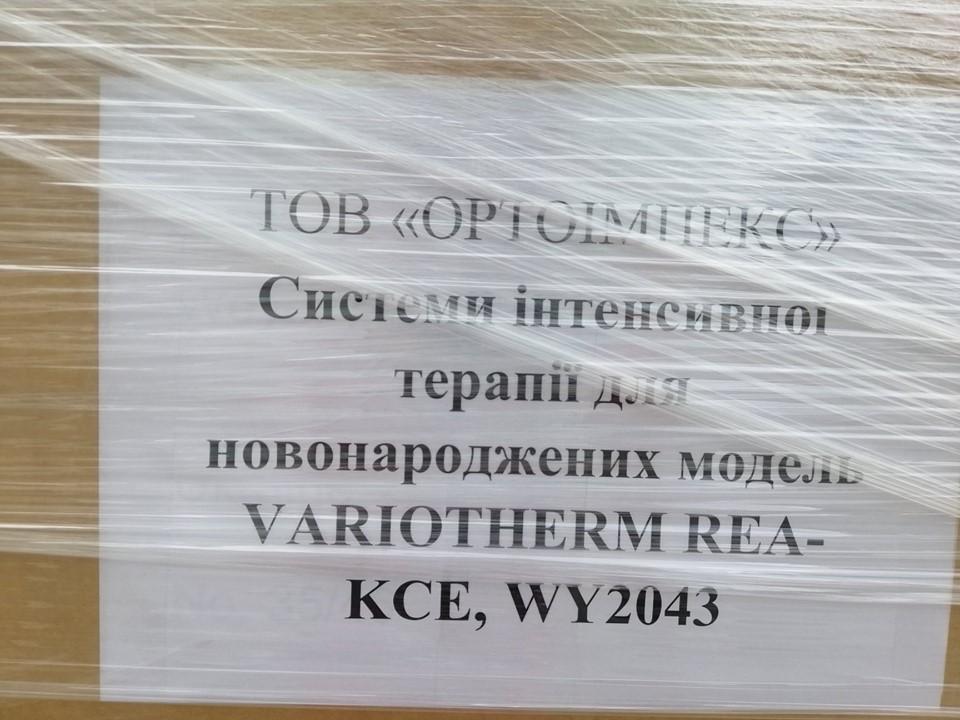 ТОВ «ОРТОІМПЕКС»
Системи інтенсивної
терапії для
новонароджених модель
VARIOTHERM REA-
KCE, WY2043